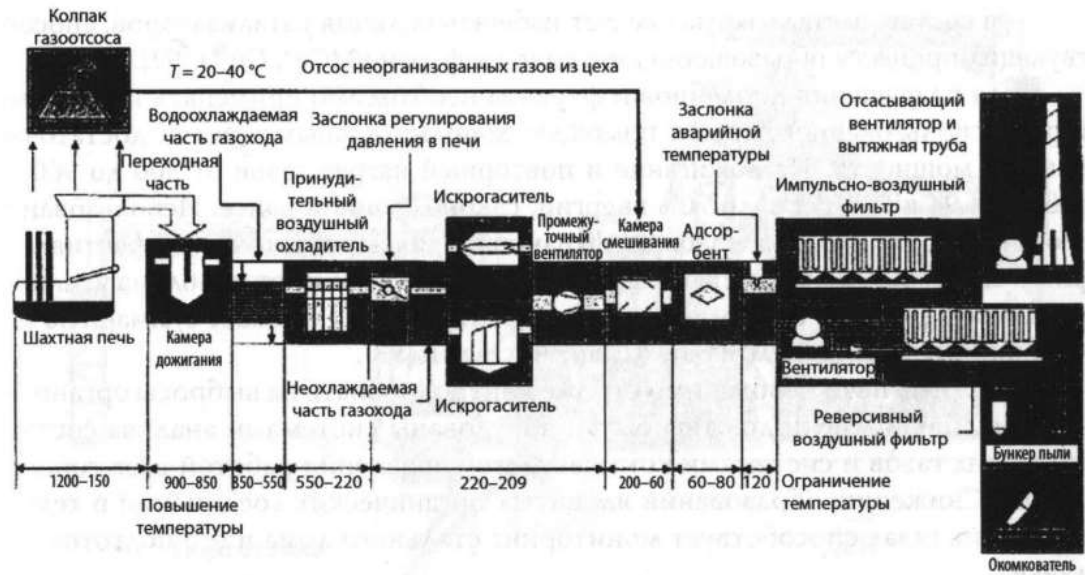 Колпак
газоотсоса
T = 20–40 °C
Отсос неорганизованных газов из цеха
Водоохлаждаемая
часть газохода
Заслонка регулирования
давления в печи
Заслонка
аварийной
температуры
Отсасывающий
вентилятор и
вытяжная труба
Переходная
часть
Принуди-
тельный
воздушный
охладитель
Искрогаситель
Промежу-
точный
вентилятор
Камера
смешивания
Адсор-
бент
Импульсно-воздушный
фильтр
Шахтная печь
Камера
дожигания
Неохлаждаемая
часть газохода
Искрогаситель
Вентилятор
Реверсивный
воздушный фильтр
Бункер пыли
1200–150
900–850
850–550
550–220
220–209
200–60
60–80
120
Ограничение
температуры
Повышение
температуры
Окомкователь